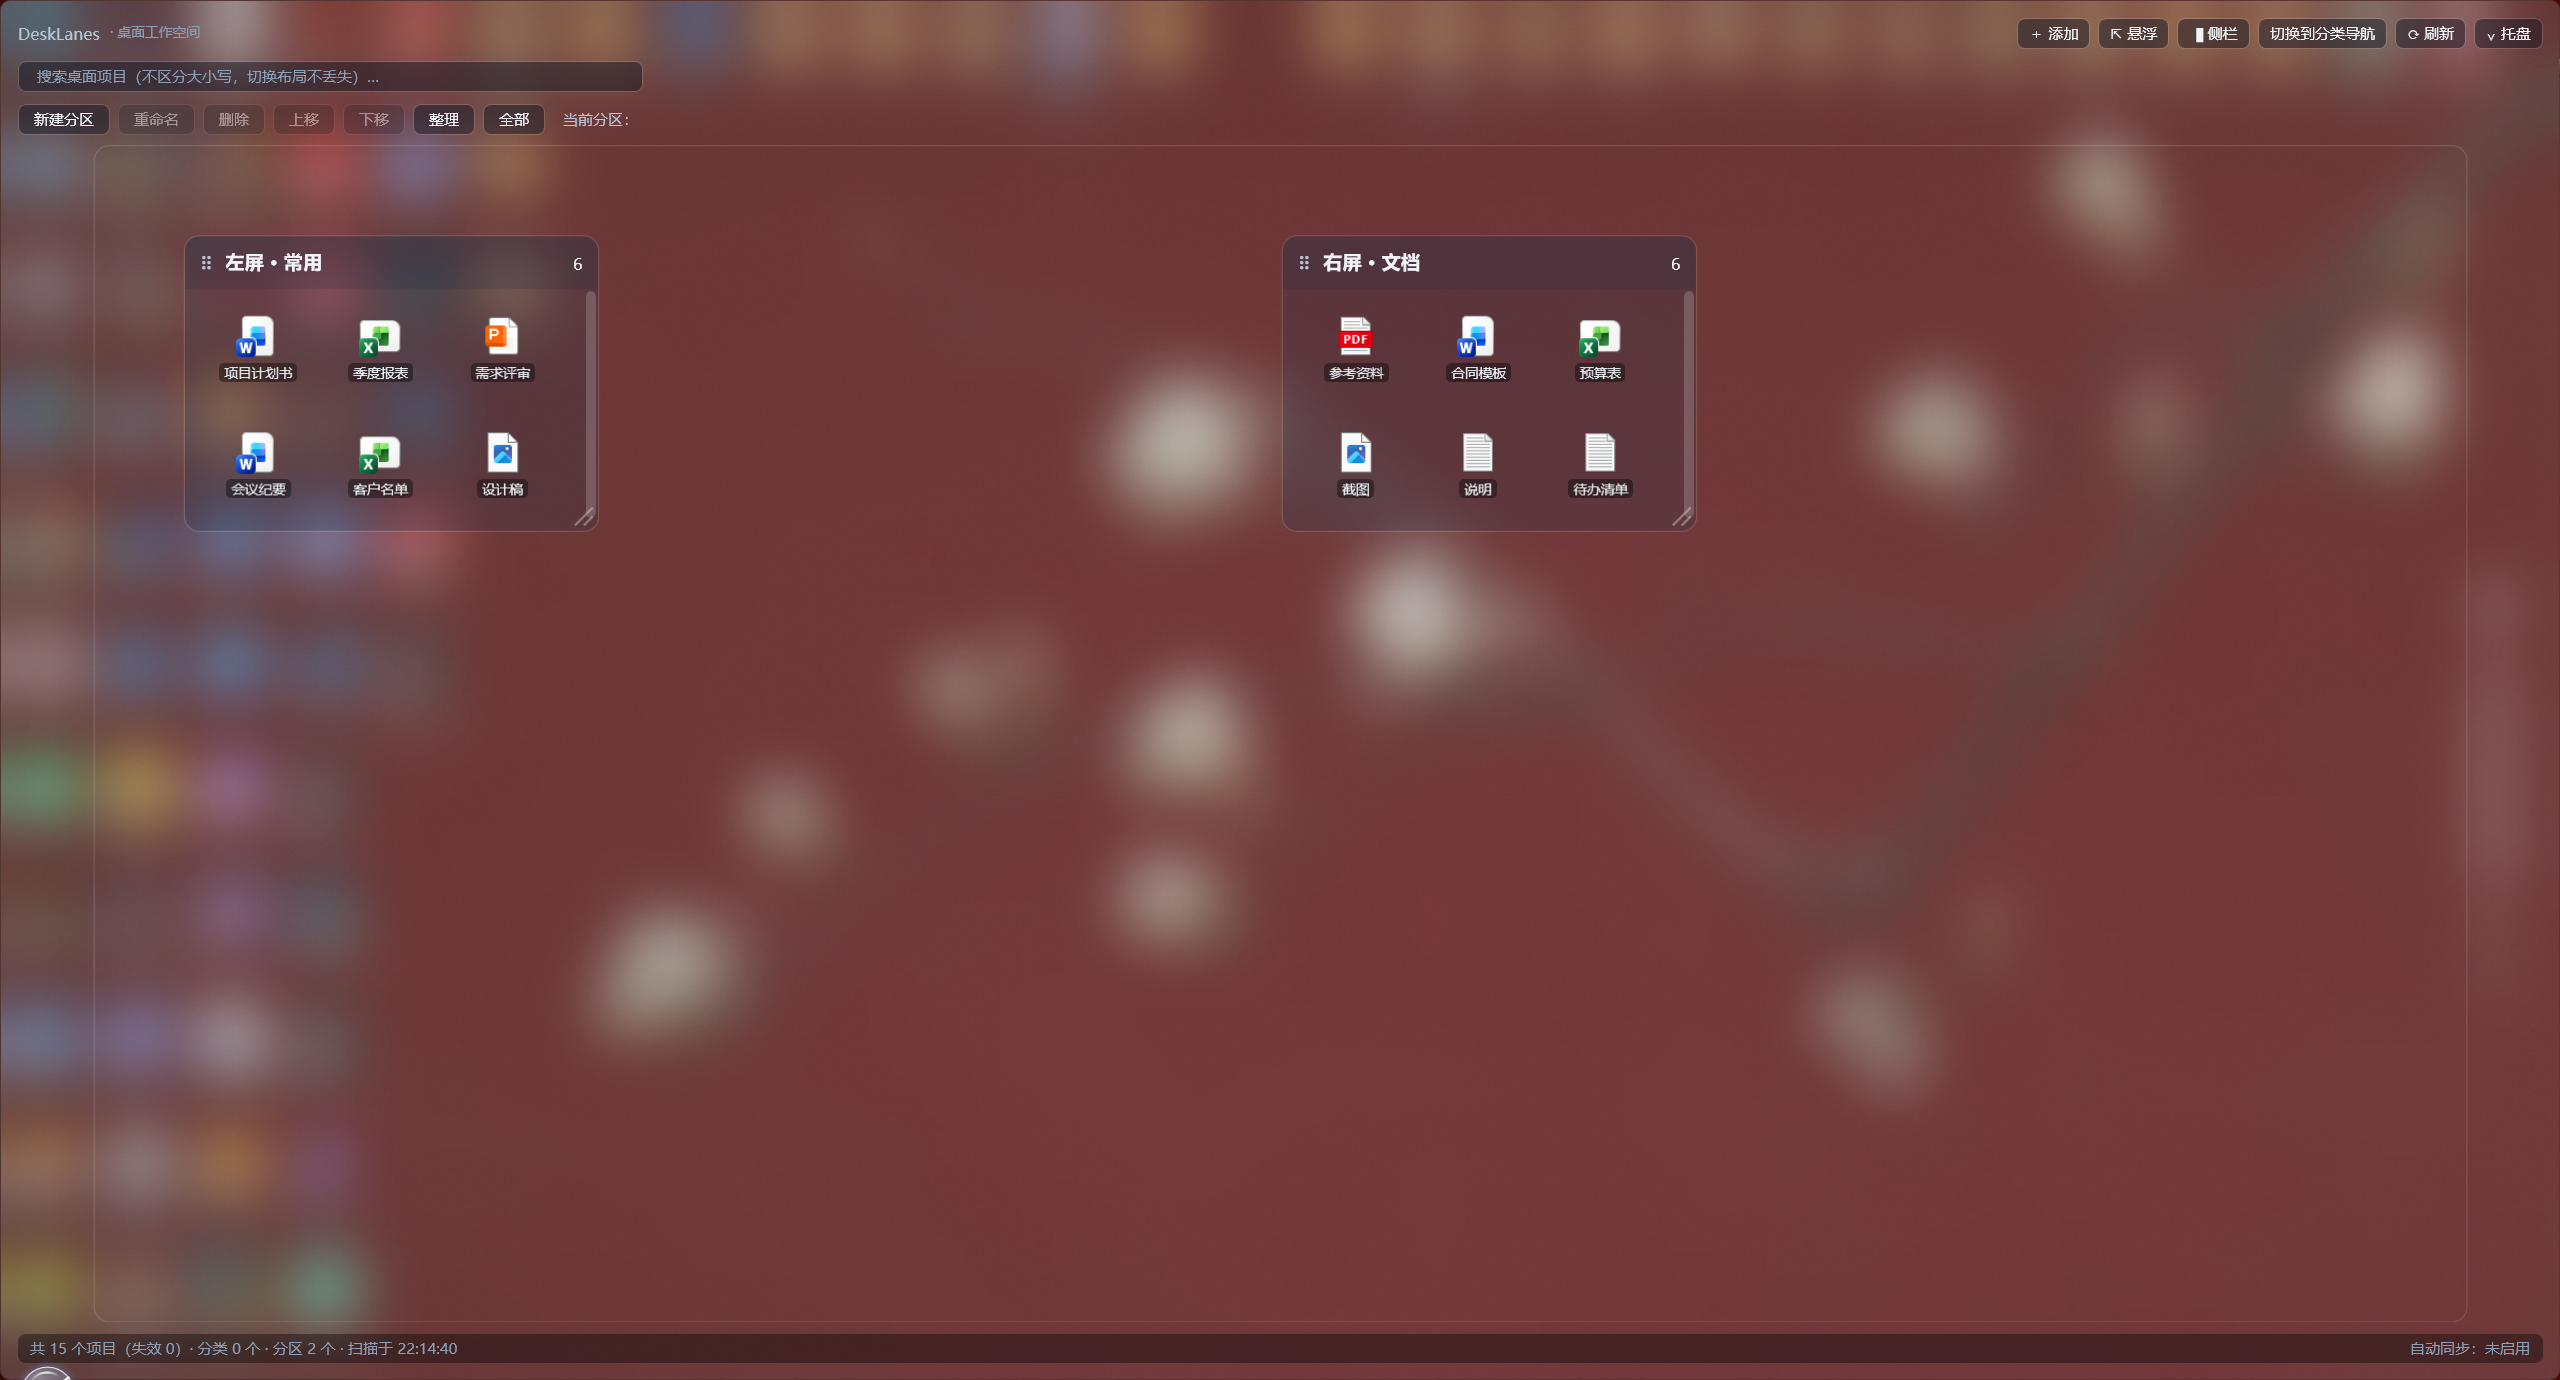 DeskLanes · 桌面工作空间
+ 添加 ⇱ 悬浮 ▐ 侧栏 切换到分类导航 ⟳ 刷新 v 托盘
搜索桌面项目（不区分大小写，切换布局不丢失）...
新建分区 重命名 删除 上移 下移 整理 全部 当前分区：
左屏 • 常用 6
项目计划书 季度报表 需求评审
会议纪要 客户名单 设计稿
右屏 • 文档 6
PDF
参考资料 合同模板 预算表
截图 说明 待办清单
共 15 个项目（失效 0）· 分类 0 个 · 分区 2 个 · 扫描于 22:14:40
自动同步：未启用